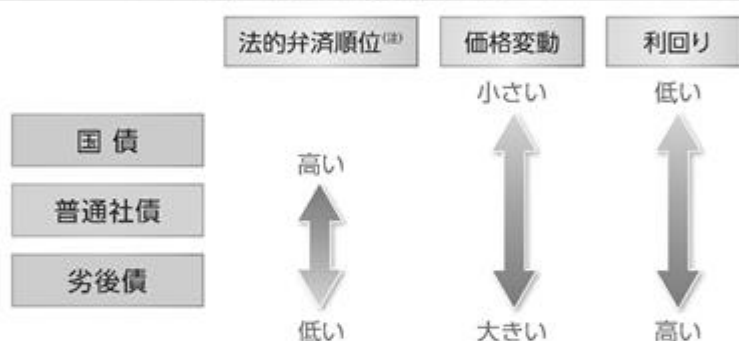 法的弁済順位(注)
価格変動
利回り
小さい
低い
国債
高い
普通社債
劣後債
低い
大きい
高い